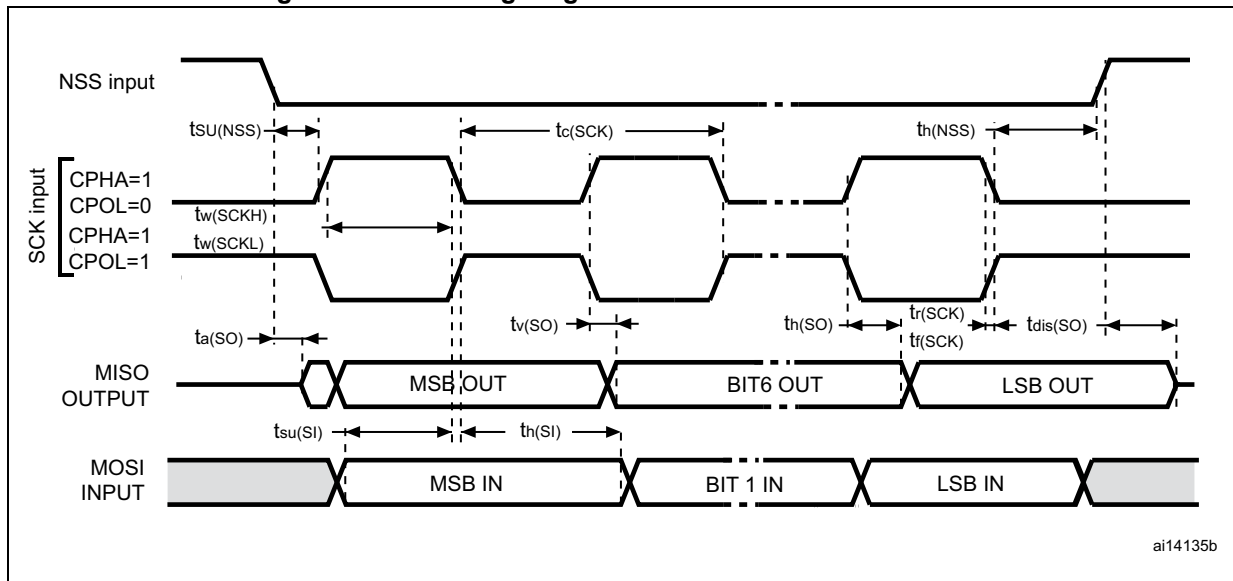 NSS input
tSU(NSS)
tc(SCK)
th(NSS)
SCK input
CPHA=1
CPOL=0
tw(SCKH)
CPHA=1
tw(SCKL)
CPOL=1
ta(SO)
tv(SO)
th(SO)
tr(SCK)
tf(SCK)
tdis(SO)
MISO
OUTPUT
MSB OUT
BIT6 OUT
LSB OUT
tsu(SI)
th(SI)
MOSI
INPUT
MSB IN
BIT 1 IN
LSB IN
ai14135b